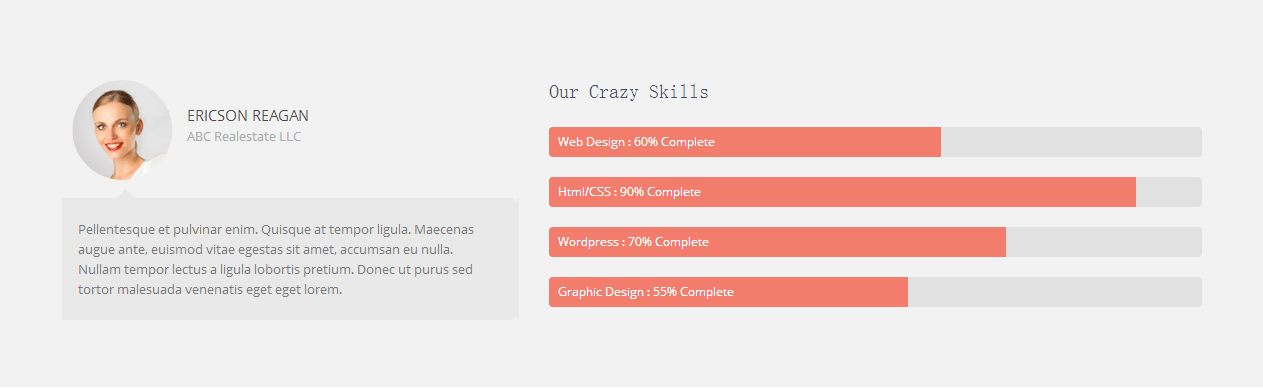 ERICSON REAGAN
ABC Realestate LLC
Pellentesque et pulvinar enim. Quisque at tempor ligula. Maecenas
augue ante, euismod vitae egestas sit amet, accumsan eu nulla.
Nullam tempor lectus a ligula lobortis pretium. Donec ut purus sed
tortor malesuada venenatis eget eget lorem.
Our Crazy Skills
Web Design : 60% Complete
Html/CSS : 90% Complete
Wordpress : 70% Complete
Graphic Design : 55% Complete